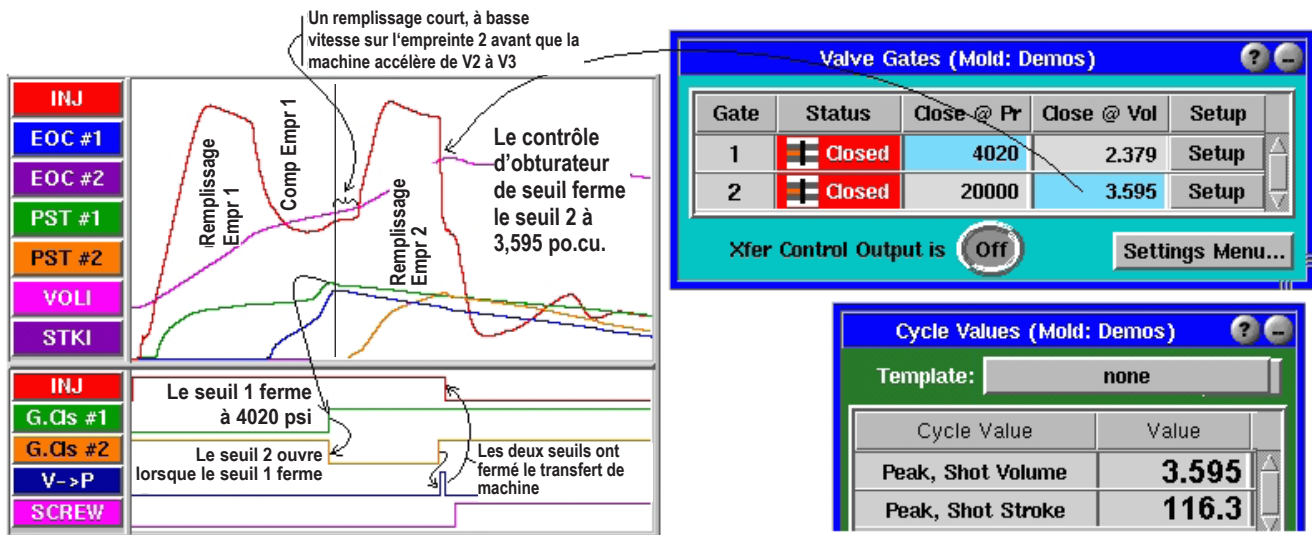 Un remplissage court, à basse
vitesse sur l'empreinte 2 avant que la
machine accélère de V2 à V3
INJ
EOC #1
EOC #2
PST #1
PST #2
VOLI
STKI
Remplissage
Empr 1
Comp Empr 1
Remplissage
Empr 2
Le contrôle
d'obturateur
de seuil ferme
le seuil 2 à
3,595 po.cu.
INJ
G.Cls #1
G.Cls #2
V->P
SCREW
Le seuil 1 ferme
à 4020 psi
Le seuil 2 ouvre
lorsque le seuil 1 ferme
Les deux seuils ont
fermé le transfert de
machine
Valve Gates (Mold: Demos)
?
Gate Status Close @ Pr Close @ Vol Setup
1 Closed 4020 2.379 Setup
2 Closed 20000 3.595 Setup
Xfer Control Output is Off Settings Menu...
Cycle Values (Mold: Demos)
?
Template: none
Cycle Value Value
Peak, Shot Volume 3.595
Peak, Shot Stroke 116.3